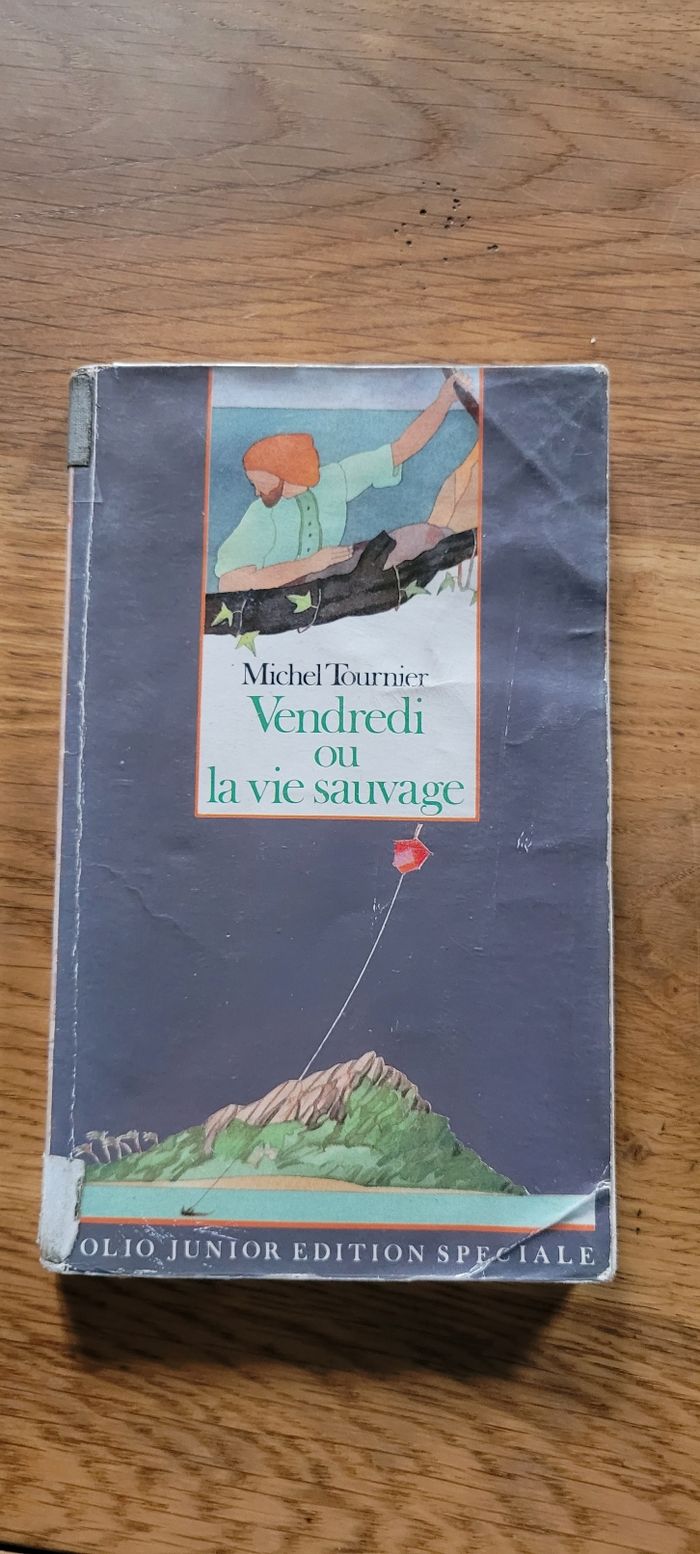 Michel Tournier
Vendredi
ou
la vie sauvage
OLIO JUNIOR EDITION SPECIALE